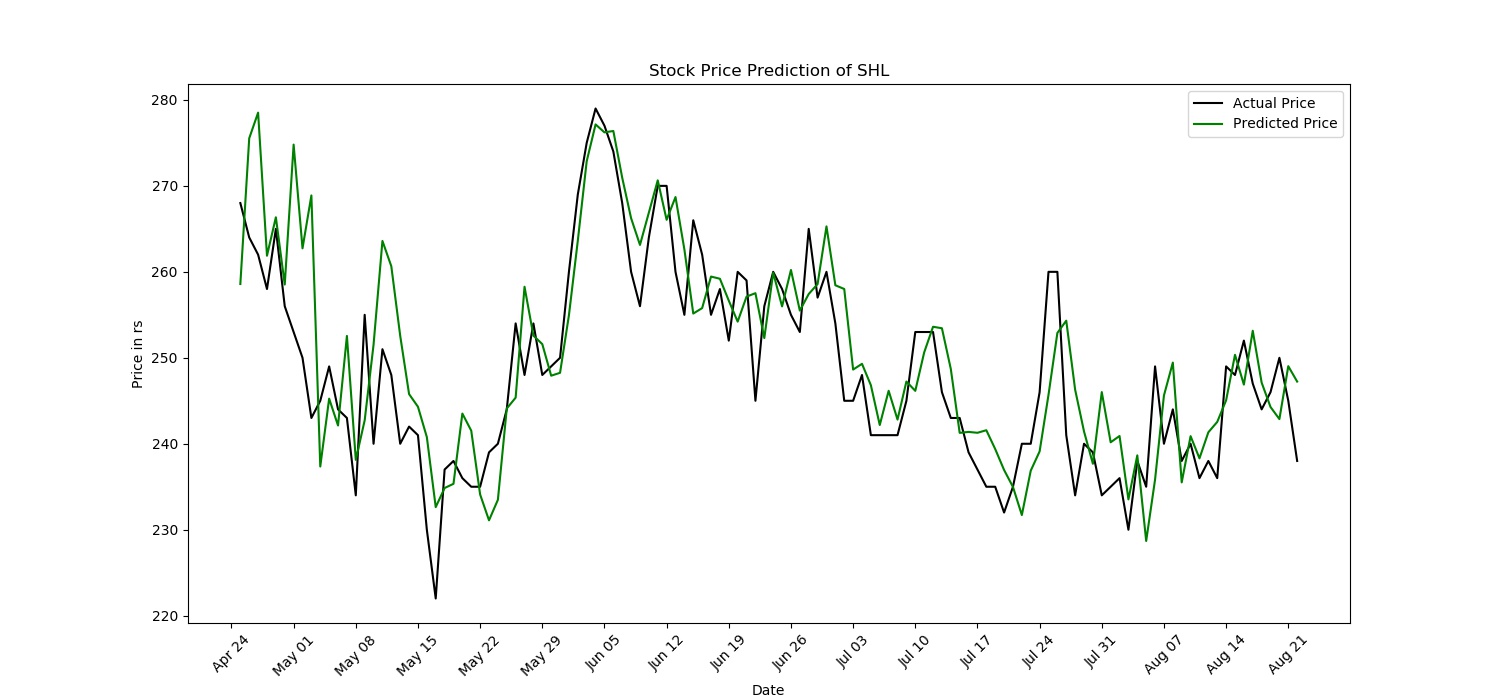 Stock Price Prediction of SHL
Actual Price
Predicted Price
Price in rs
280
270
260
250
240
230
220
Apr 24
May 01
May 08
May 15
May 22
May 29
Jun 05
Jun 12
Jun 19
Jun 26
Jul 03
Jul 10
Jul 17
Jul 24
Jul 31
Aug 07
Aug 14
Aug 21
Date